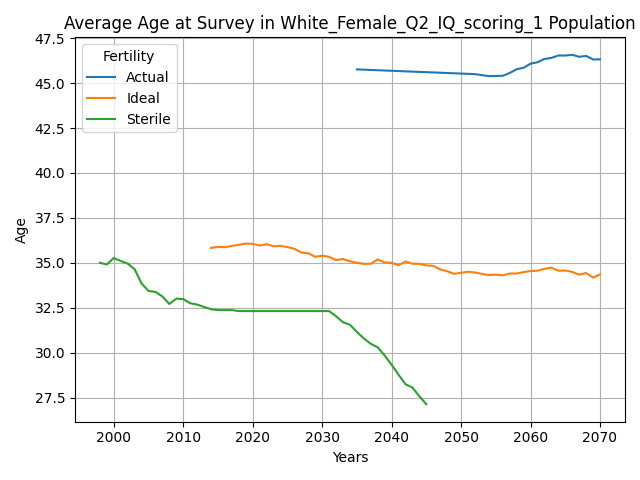 Average Age at Survey in White_Female_Q2_IQ_scoring_1 Population
47.5
45.0
42.5
40.0
37.5
35.0
32.5
30.0
27.5
Age
Fertility
Actual
Ideal
Sterile
2000 2010 2020 2030 2040 2050 2060 2070
Years